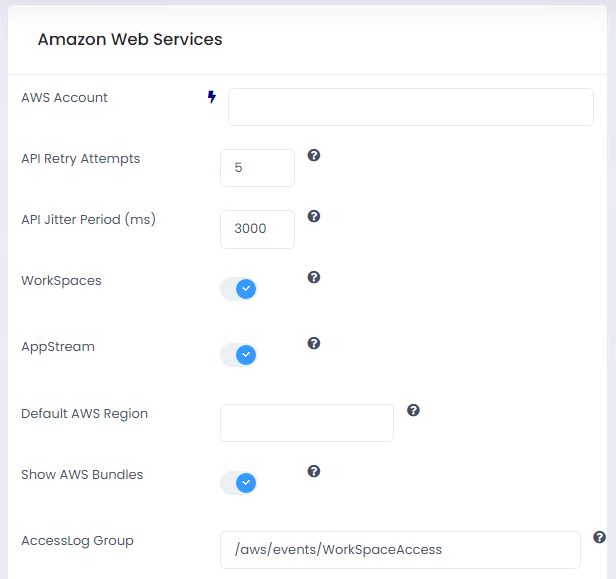 Amazon Web Services
AWS Account
API Retry Attempts 5
API Jitter Period (ms) 3000
WorkSpaces
AppStream
Default AWS Region
Show AWS Bundles
AccessLog Group /aws/events/WorkSpaceAccess